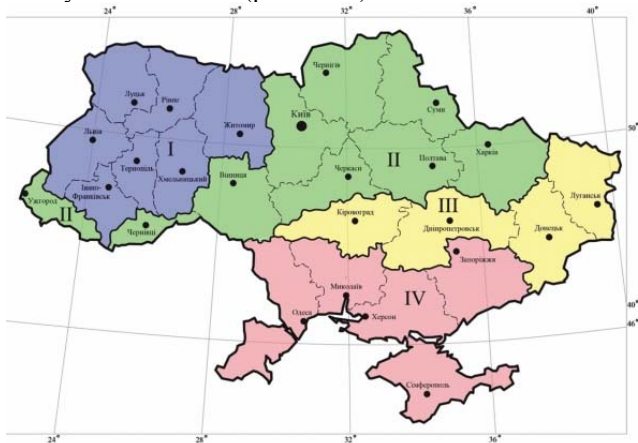 28°
32°
36°
40°
Чернігів
Луцьк
Рівне
Київ
Суми
Житомир
50°
Львів
I
Харків
Тернопіль
II
Полтава
Хмельницький
Черкаси
Вінниця
Івано-
Франківськ
Ужгород
II
Луганськ
III
Чернівці
Кіровоград
Дніпропетровськ
Донецьк
Запоріжжя
Миколаїв
IV
40°
Одеса
Херсон
46°
Сімферополь
24°
28°
32°
36°